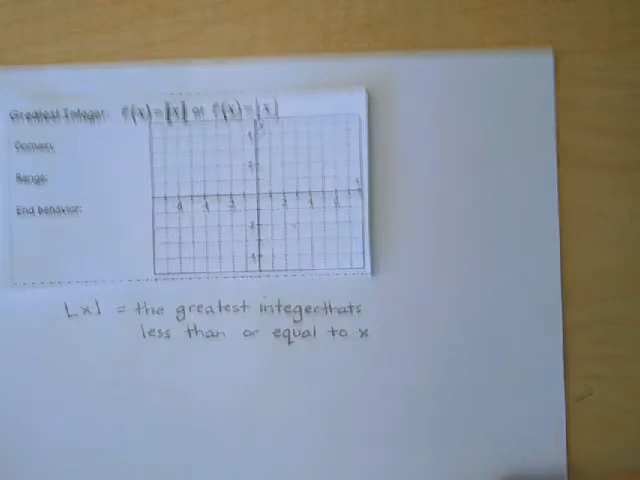 Greatest Integer: f(x)=⟦x⟧ or f(x)=⌊x⌋
Domain:
Range:
End behavior:
⌊x⌋ = the greatest integer thats
less than or equal to x